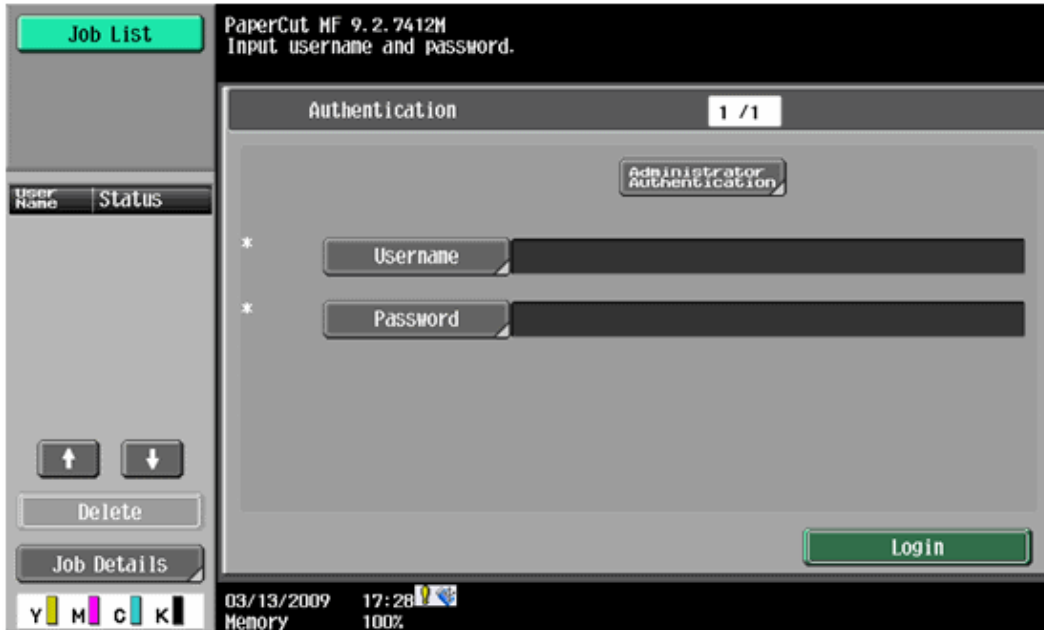 Job List
PaperCut MF 9.2.7412M
Input username and password.
Authentication
1 /1
Administrator
Authentication
User
Name
Status
* Username
* Password
Delete
Login
Job Details
Y M C K
03/13/2009 17:28
Memory 100%